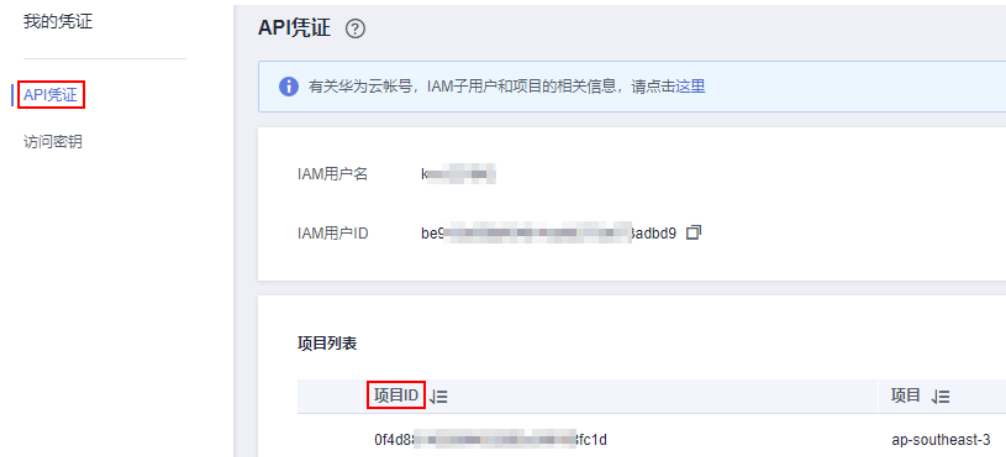 我的凭证
API凭证
访问密钥
API凭证
有关华为云帐号，IAM子用户和项目的相关信息，请点击这里
IAM用户名
IAM用户ID
项目列表
项目ID 项目
ap-southeast-3